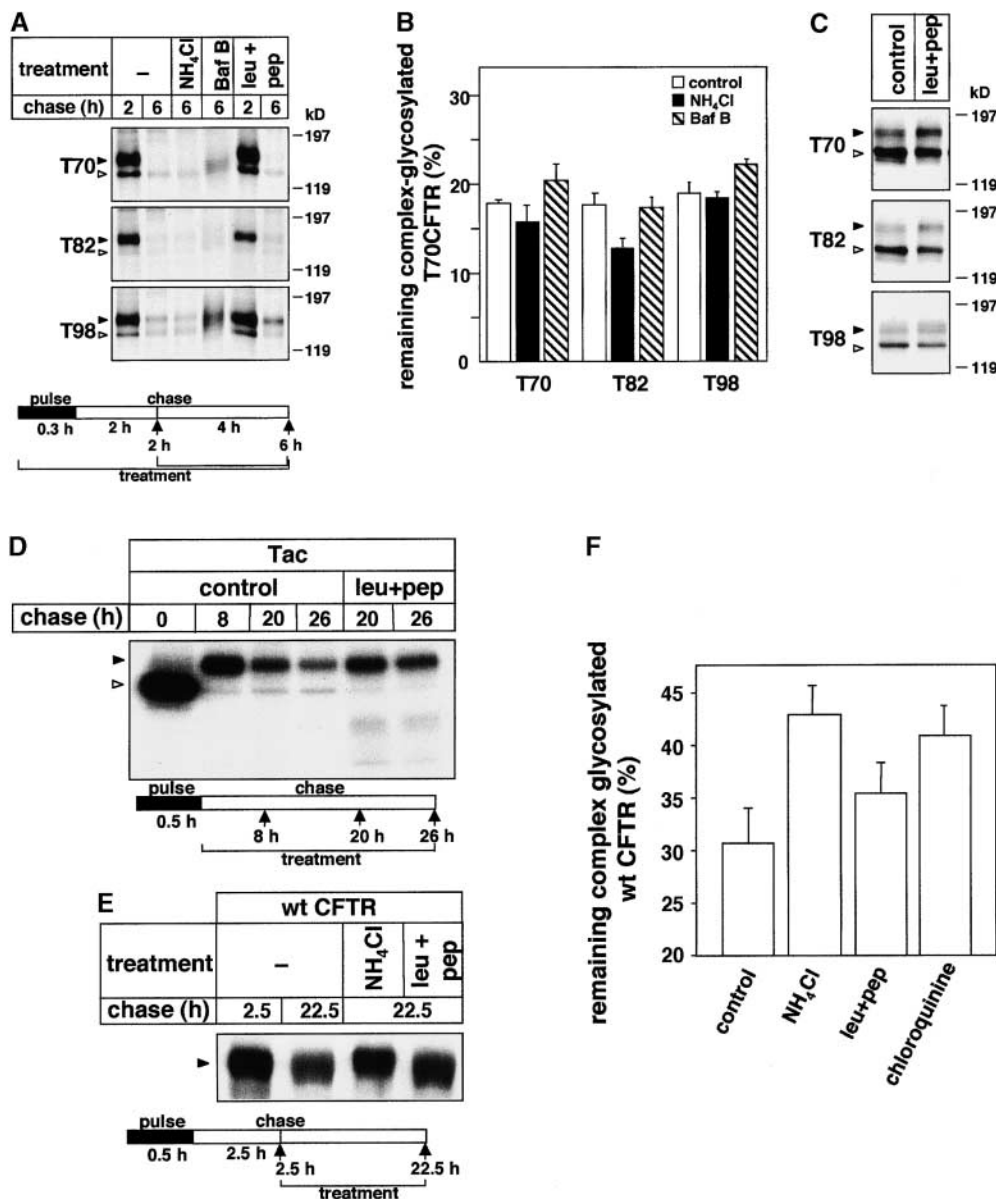 A
treatment – NH4Cl Baf B leu + pep
chase (h) 2 6 6 6 2 6 kD
T70
–197
–119
T82
–197
–119
T98
–197
–119
pulse chase
0.3 h 2 h 4 h
2 h 6 h
treatment
B
remaining complex-glycosylated
T70CFTR (%)
30
20
10
0
control
NH4Cl
Baf B
T70 T82 T98
C
control leu+pep
kD
T70
–197
–119
T82
–197
–119
T98
–197
–119
D
Tac
control leu+pep
chase (h) 0 8 20 26 20 26
pulse chase
0.5 h
8 h 20 h 26 h
treatment
E
wt CFTR
treatment – NH4Cl leu + pep
chase (h) 2.5 22.5 22.5
pulse chase
0.5 h 2.5 h
2.5 h 22.5 h
treatment
F
remaining complex glycosylated
wt CFTR (%)
45
40
35
30
25
20
control
NH4Cl
leu+pep
chloroquinine